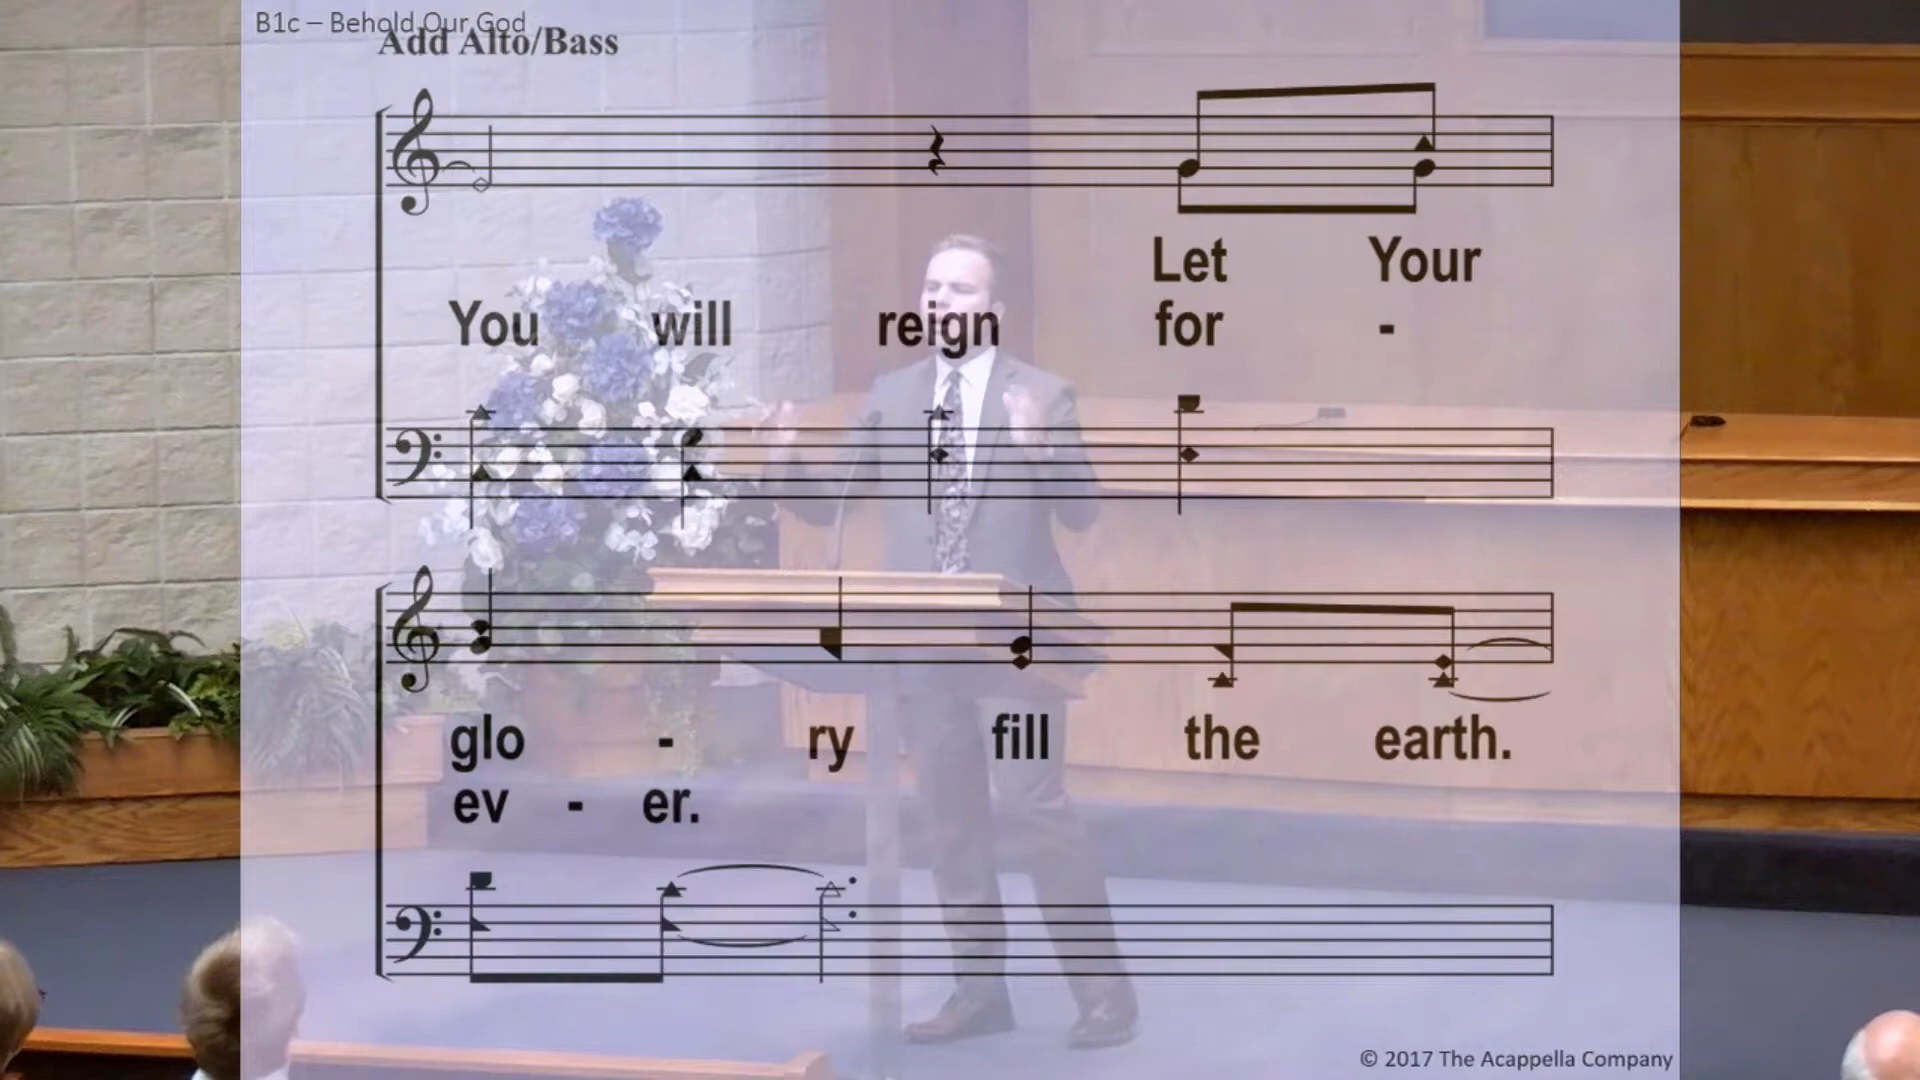 B1c – Behold Our God
Add Alto/Bass
Let Your
You will reign for -
glo - ry fill the earth.
ev - er.
© 2017 The Acappella Company